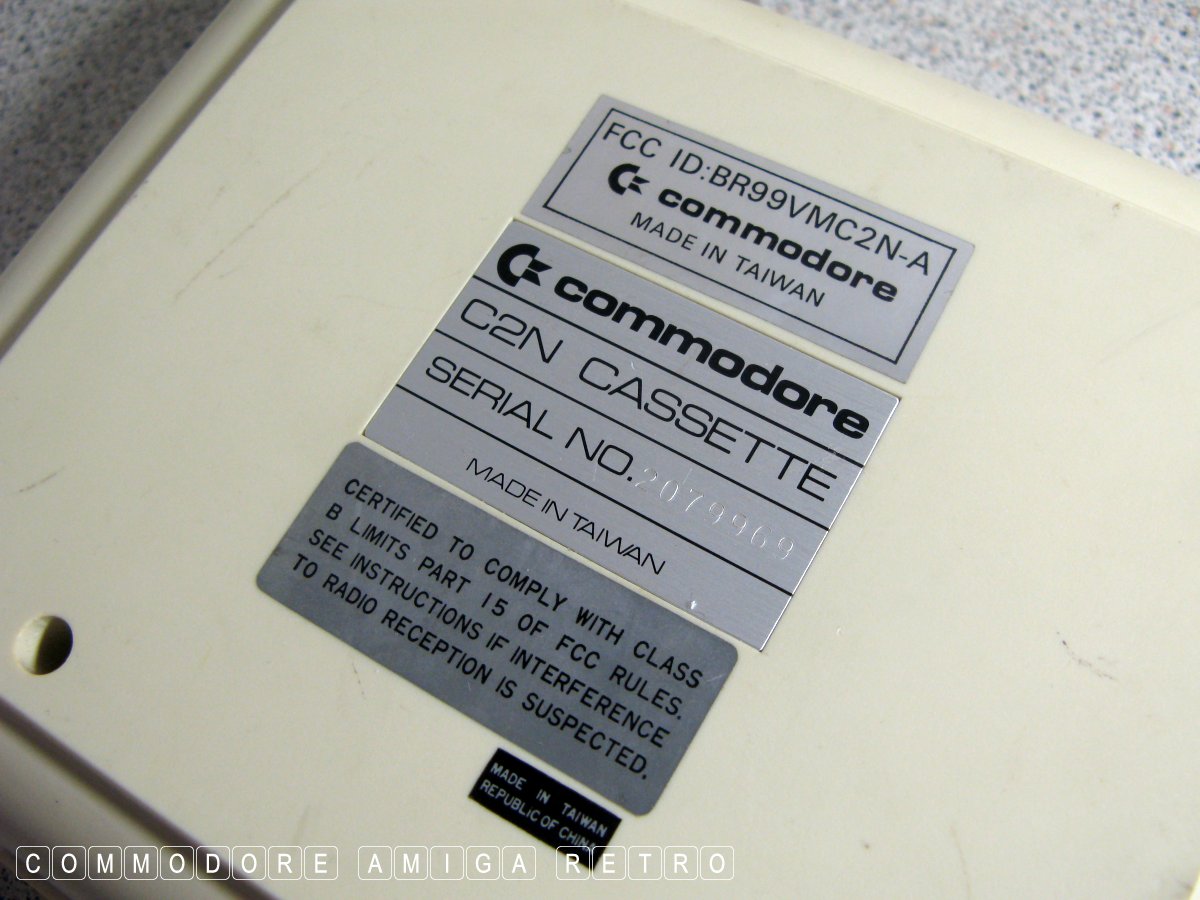 FCC ID:BR99VMC2N-A
commodore
MADE IN TAIWAN
commodore
C2N CASSETTE
SERIAL NO. 2079969
MADE IN TAIWAN
CERTIFIED TO COMPLY WITH CLASS
B LIMITS PART 15 OF FCC RULES.
SEE INSTRUCTIONS IF INTERFERENCE
TO RADIO RECEPTION IS SUSPECTED.
MADE IN TAIWAN
REPUBLIC OF CHINA
COMMODORE AMIGA RETRO